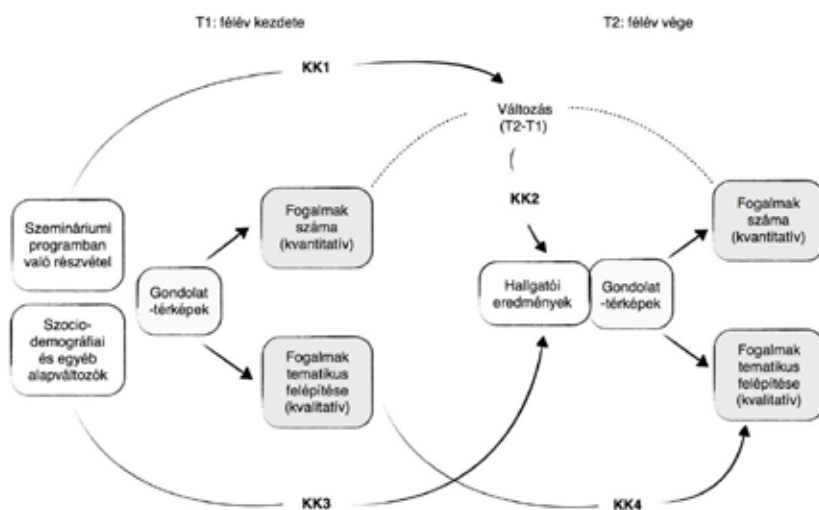 T1: félév kezdete
T2: félév vége
KK1
Változás
(T2-T1)
KK2
Szemináriumi
programban
való részvétel
Szocio-
demográfiai
és egyéb
alapváltozók
Gondolat
-térképek
Fogalmak
száma
(kvantitatív)
Fogalmak
tematikus
felépítése
(kvalitatív)
Hallgatói
eredmények
Gondolat
-térképek
Fogalmak
száma
(kvantitatív)
Fogalmak
tematikus
felépítése
(kvalitatív)
KK3
KK4